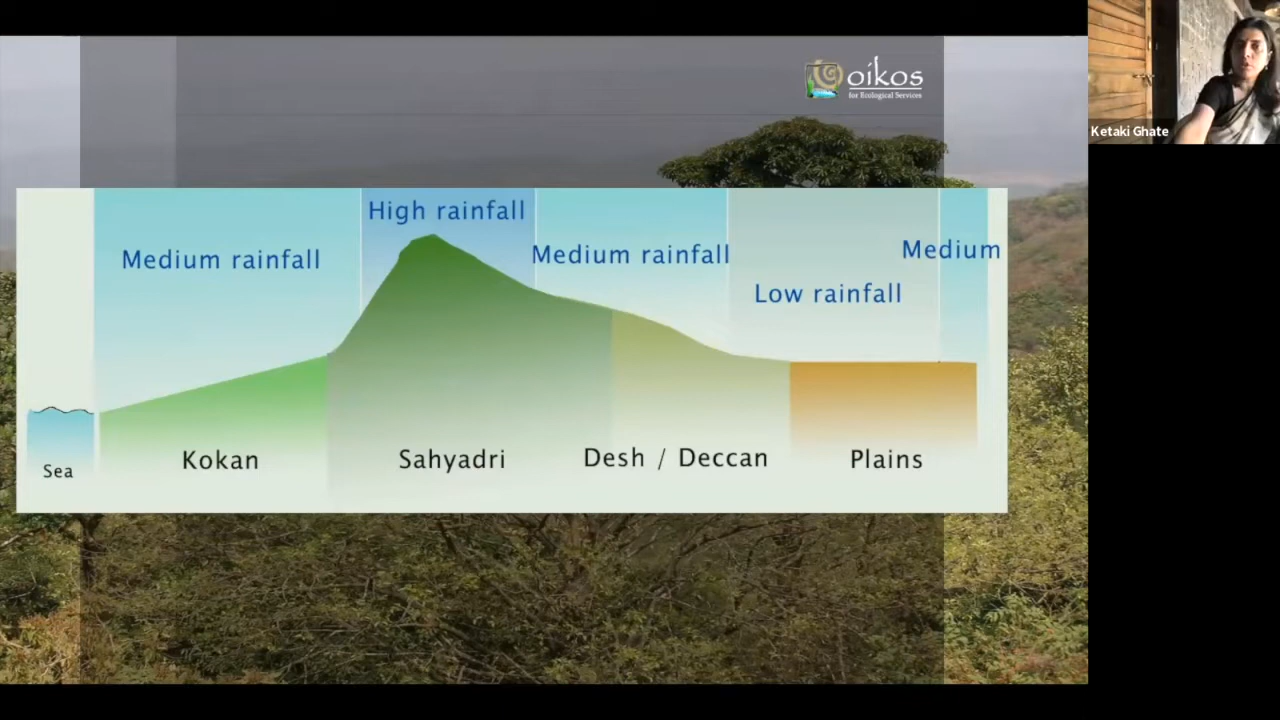 oikos
for Ecological Services
Ketaki Ghate
High rainfall
Medium rainfall
Medium rainfall
Medium
Low rainfall
Sea
Kokan
Sahyadri
Desh / Deccan
Plains